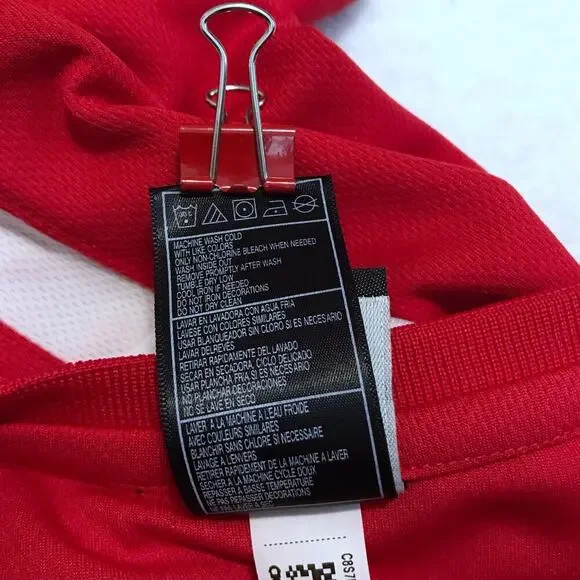 MACHINE WASH COLD
WITH LIKE COLORS
ONLY NON-CHLORINE BLEACH WHEN NEEDED
WASH INSIDE OUT
REMOVE PROMPTLY AFTER WASH
TUMBLE DRY LOW
COOL IRON IF NEEDED
DO NOT IRON DECORATIONS
DO NOT DRY CLEAN
LAVAR EN LAVADORA CON AGUA FRIA
LAVESE CON COLORES SIMILARES
USAR BLANQUEADOR SIN CLORO SI ES NECESARIO
LAVAR DEL REVES
RETIRAR RAPIDAMENTE DEL LAVADO
SECAR EN SECADORA, CICLO DELICADO
USAR PLANCHA FRIA SI ES NECESARIO
NO PLANCHAR DECORACIONES
NO SE LAVE EN SECO
LAVER A LA MACHINE A L'EAU FROIDE
AVEC COULEURS SIMILAIRES
BLANCHIR SANS CHLORE SI NECESSAIRE
LAVAGE A L'ENVERS
RETIRER RAPIDEMENT DE LA MACHINE A LAVER
SECHER A LA MACHINE CYCLE DOUX
REPASSER A BASSE TEMPERATURE
NE PAS REPASSER DECORATIONS
NE PAS LAVER A SEC